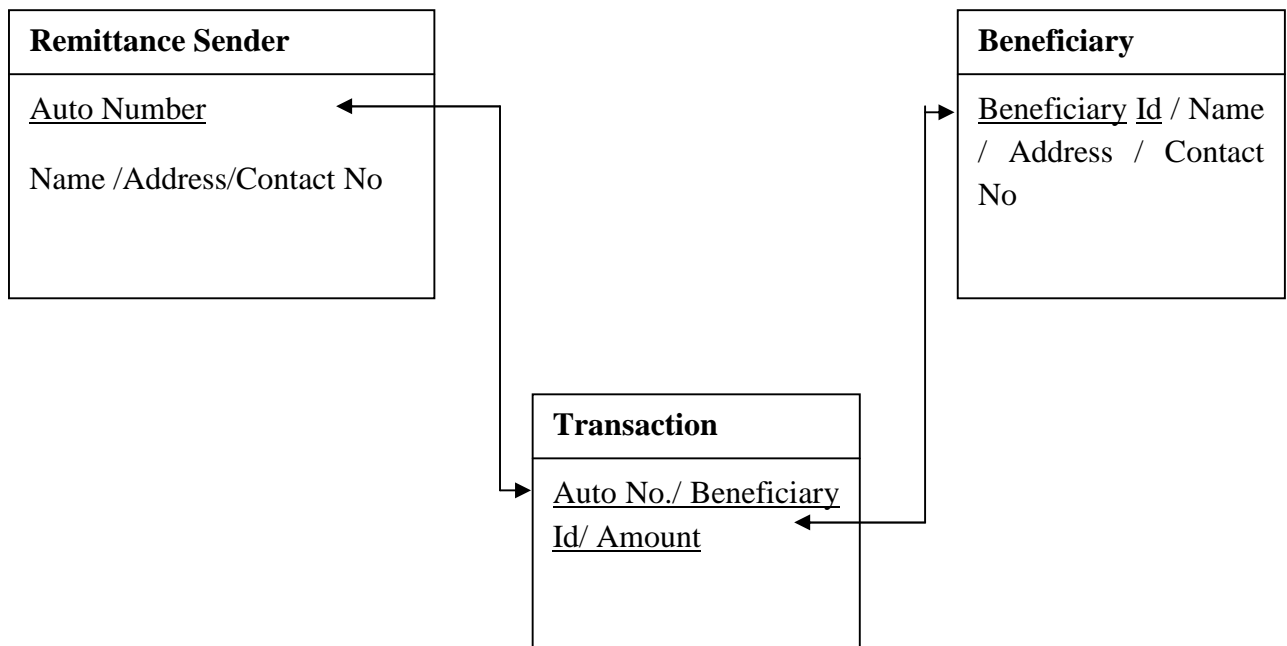 Remittance Sender
Auto Number
Name /Address/Contact No
Beneficiary
Beneficiary Id / Name
/ Address / Contact
No
Transaction
Auto No./ Beneficiary
Id/ Amount